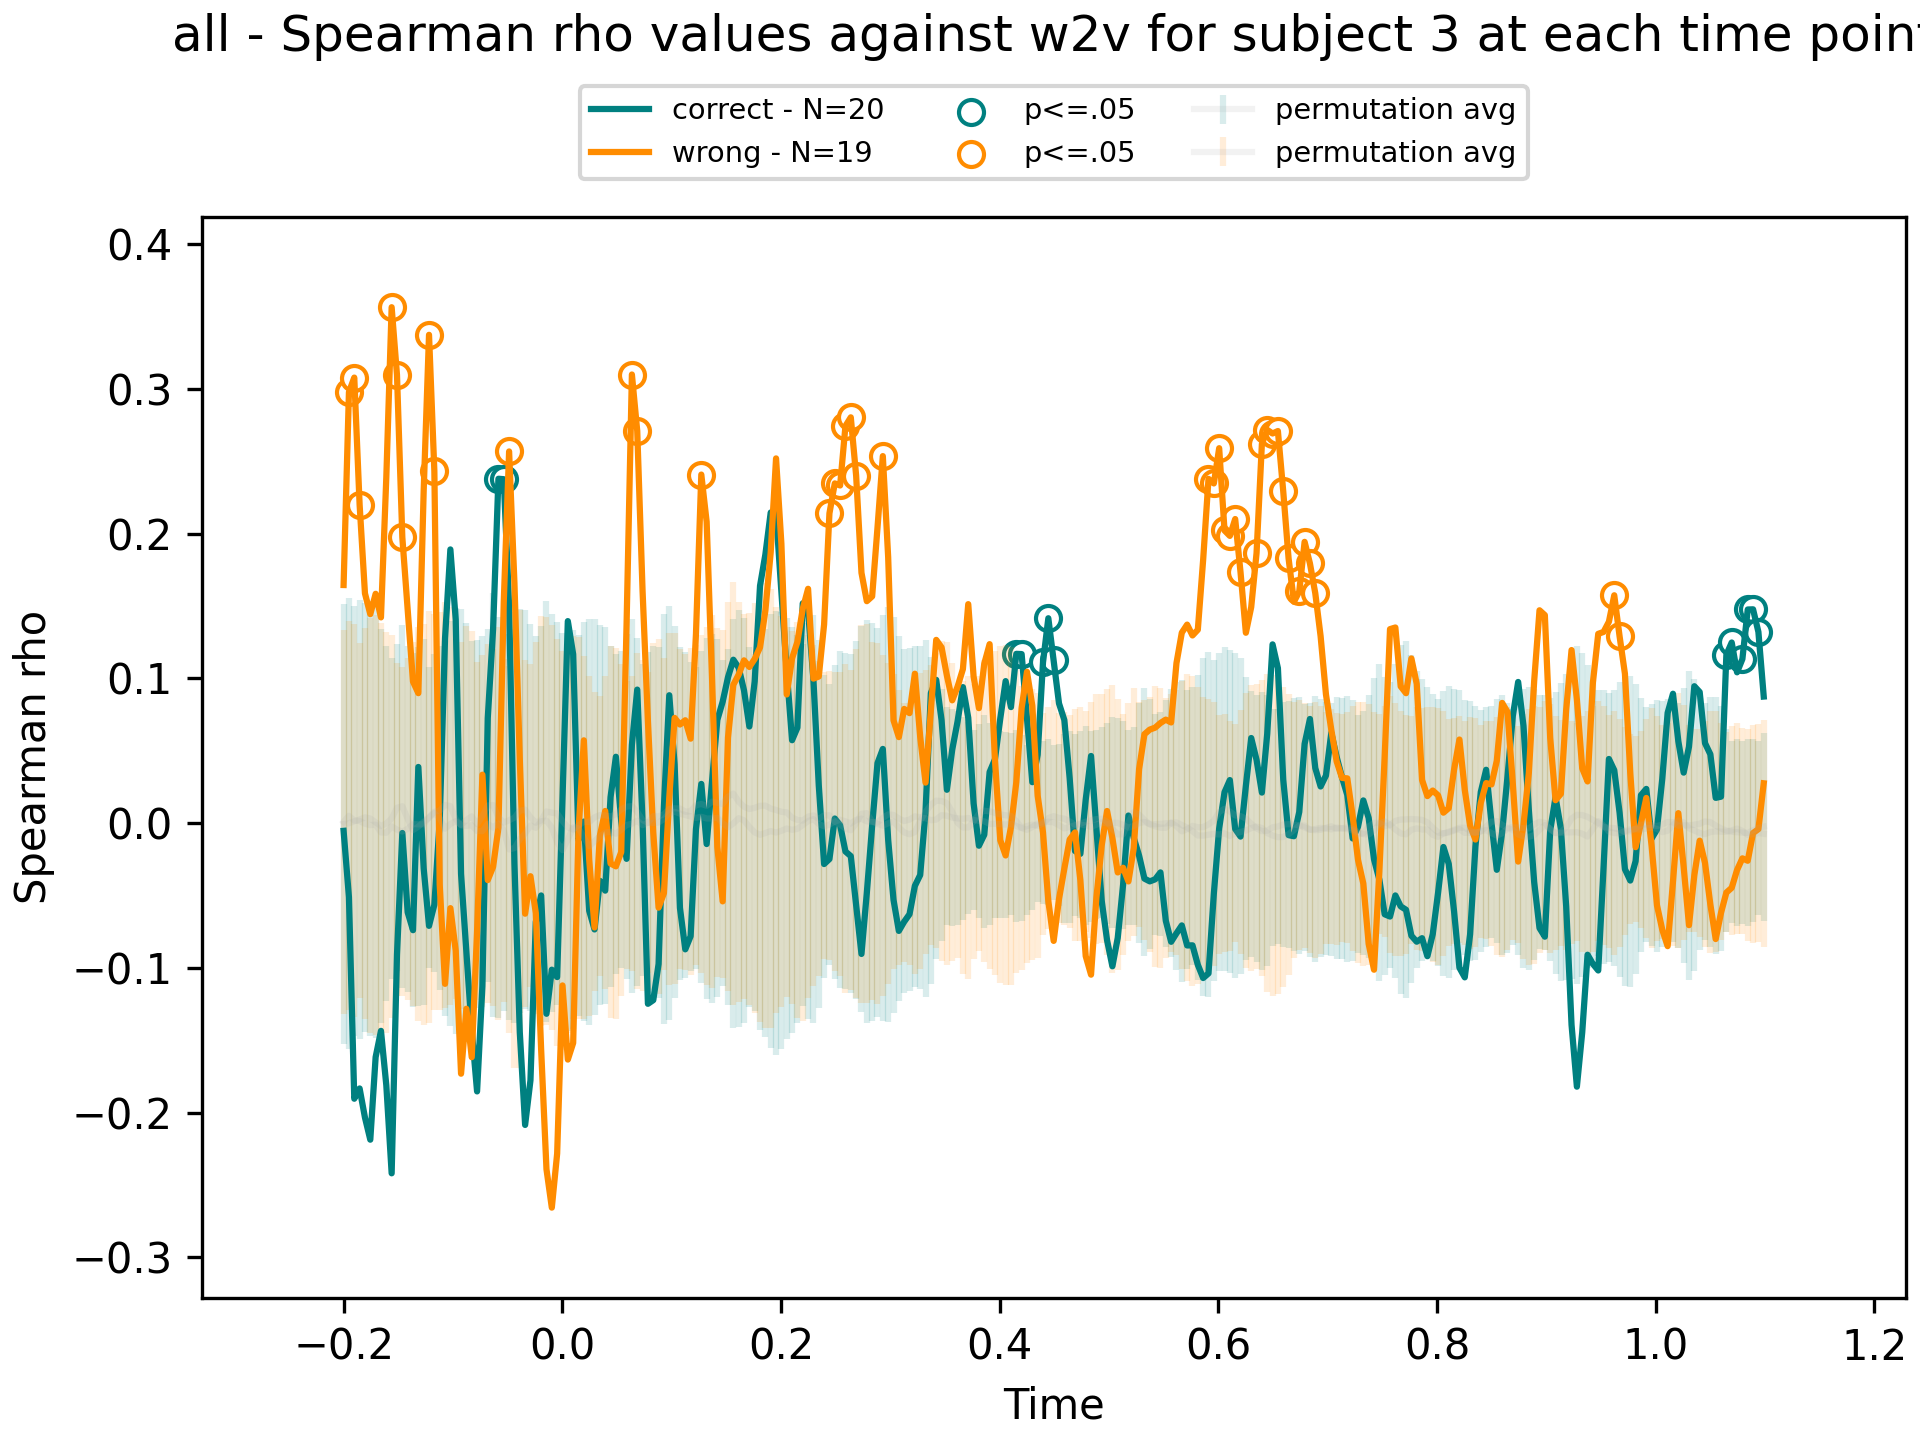 all - Spearman rho values against w2v for subject 3 at each time point
correct - N=20
wrong - N=19
p<=.05
p<=.05
permutation avg
permutation avg
0.4
0.3
0.2
0.1
0.0
−0.1
−0.2
−0.3
Spearman rho
−0.2
0.0
0.2
0.4
0.6
0.8
1.0
1.2
Time